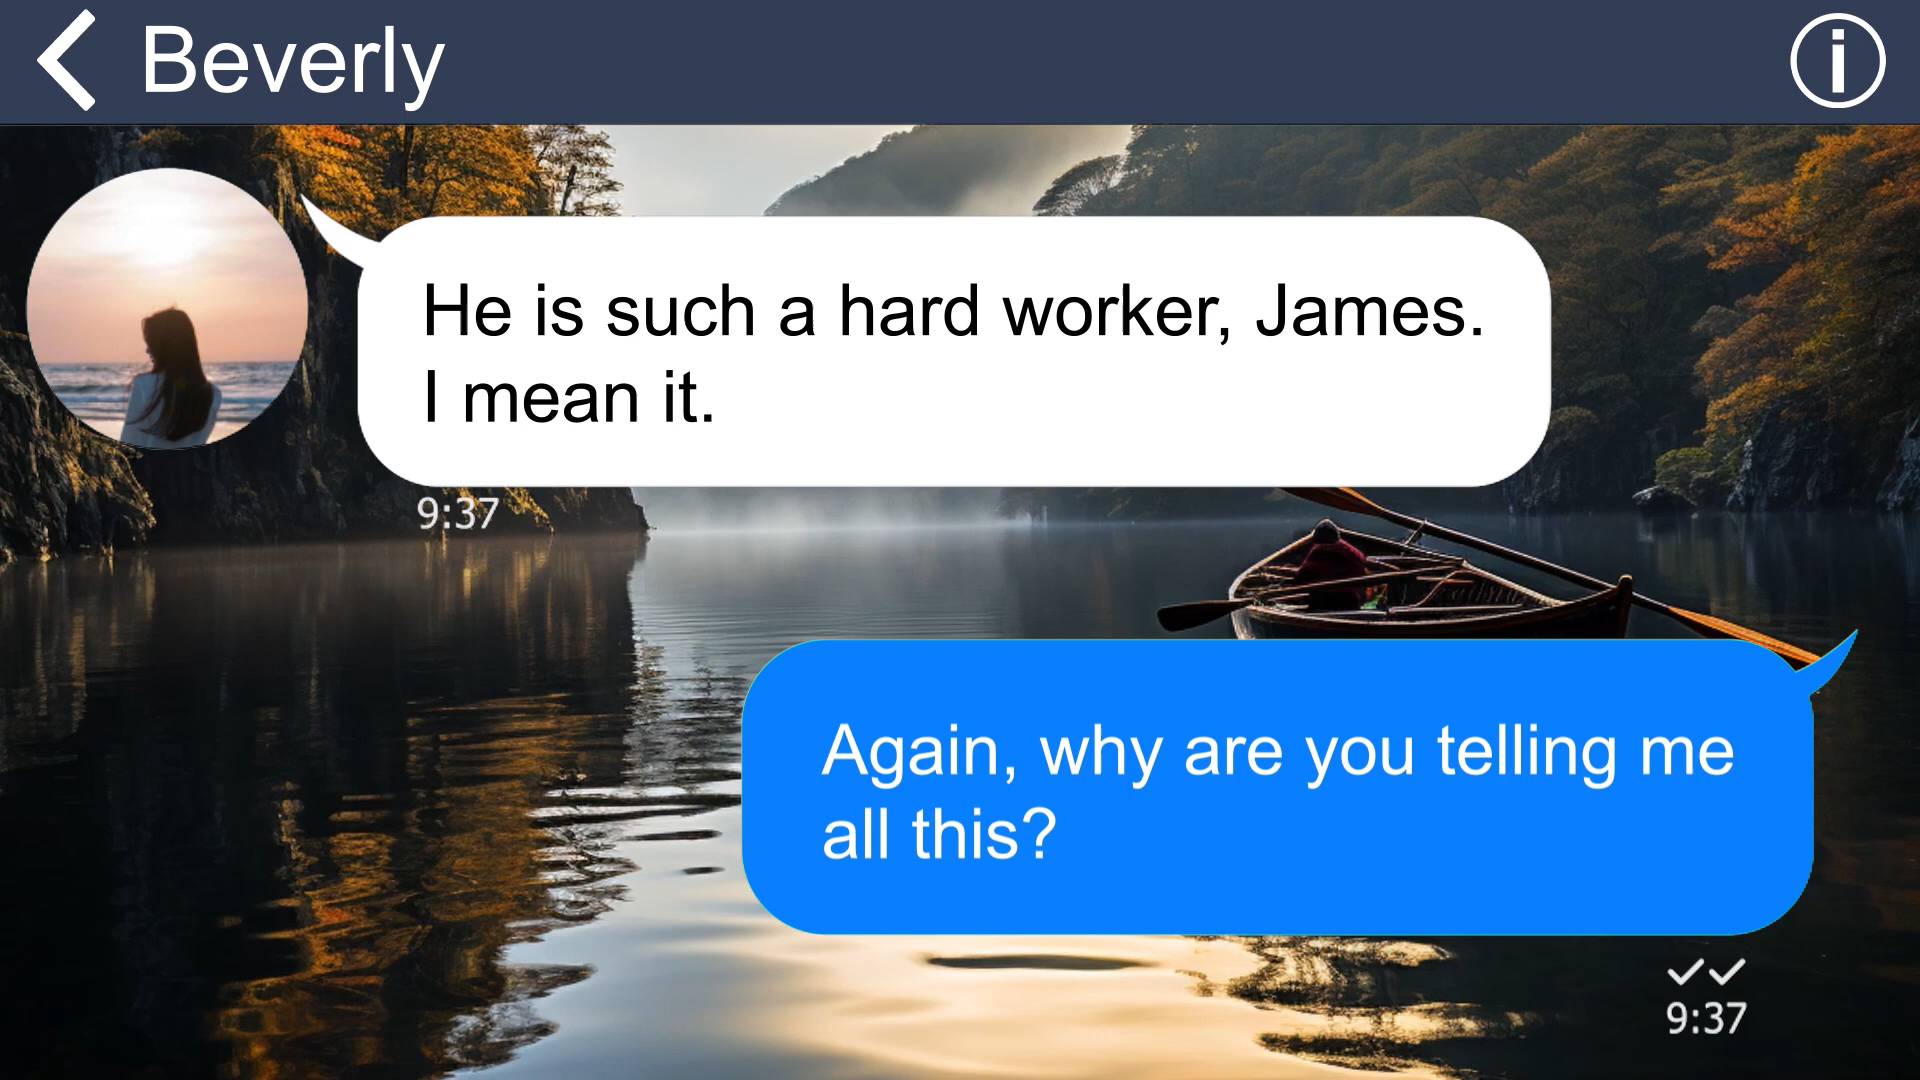 Beverly
He is such a hard worker, James.
I mean it.
9:37
Again, why are you telling me
all this?
9:37